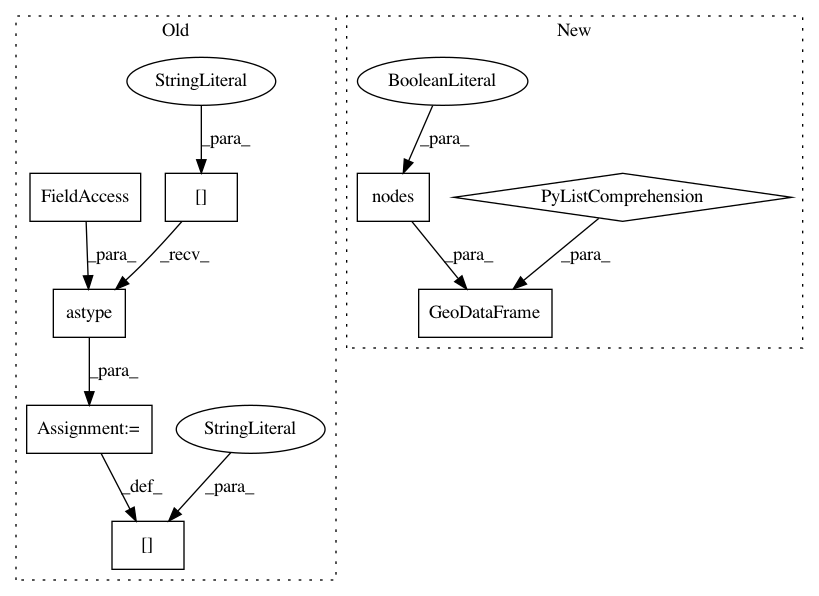 Old
New
StringLiteral
BooleanLiteral
_para_
_para_
FieldAccess
[]
nodes
PyListComprehension
_para_
_recv_
_para_
_para_
astype
GeoDataFrame
_para_
Assignment:=
StringLiteral
_def_
_para_
[]